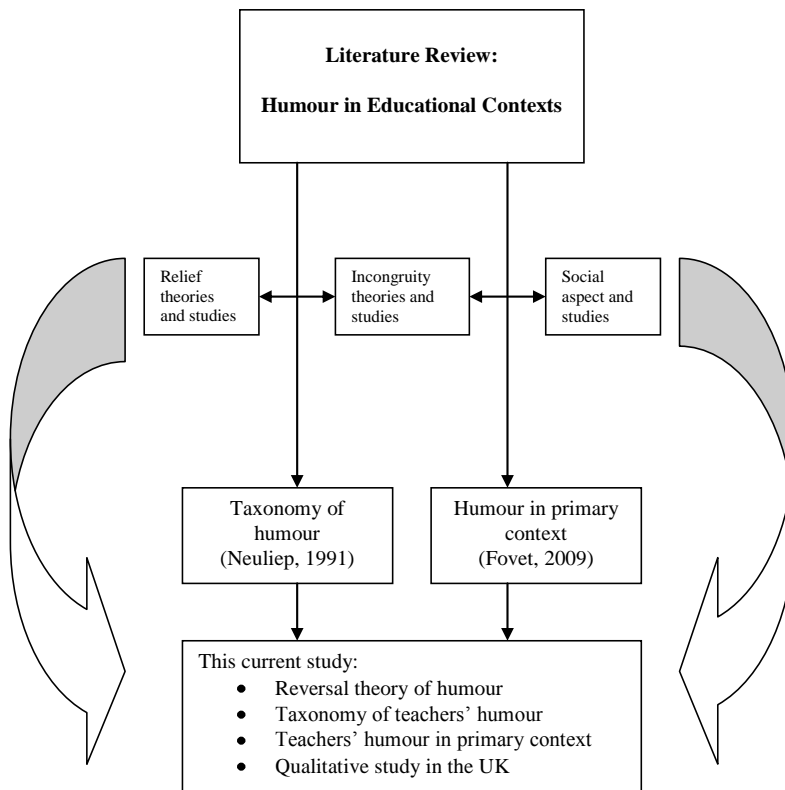 Literature Review:
Humour in Educational Contexts
Relief
theories
and studies
Incongruity
theories and
studies
Social
aspect and
studies
Taxonomy of
humour
(Neuliep, 1991)
Humour in primary
context
(Fovet, 2009)
This current study:
• Reversal theory of humour
• Taxonomy of teachers’ humour
• Teachers’ humour in primary context
• Qualitative study in the UK